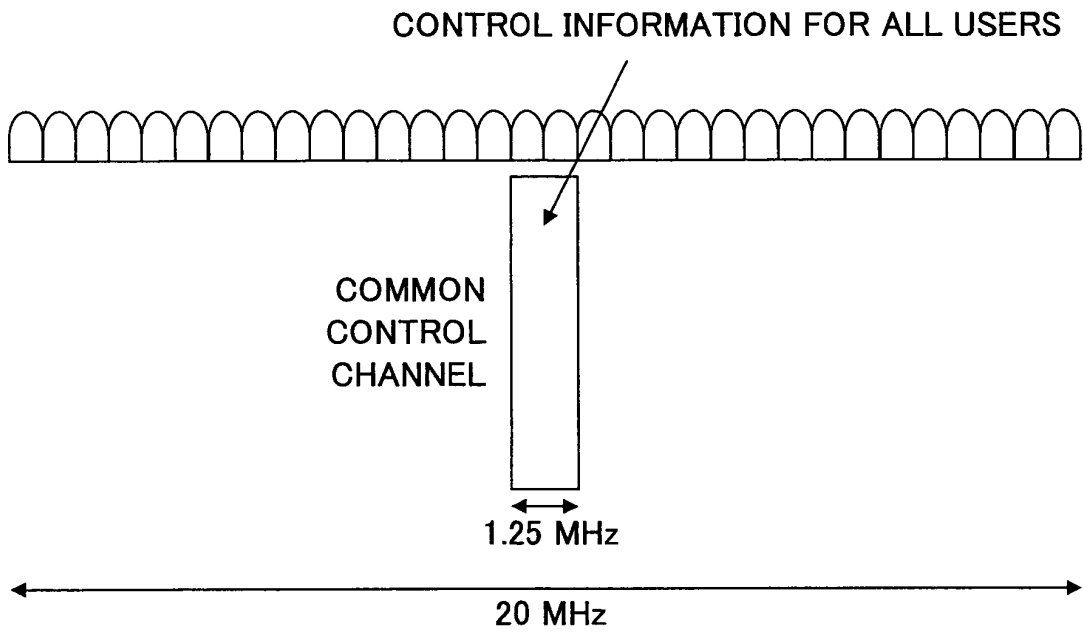 CONTROL INFORMATION FOR ALL USERS
COMMON
CONTROL
CHANNEL
1.25 MHz
20 MHz